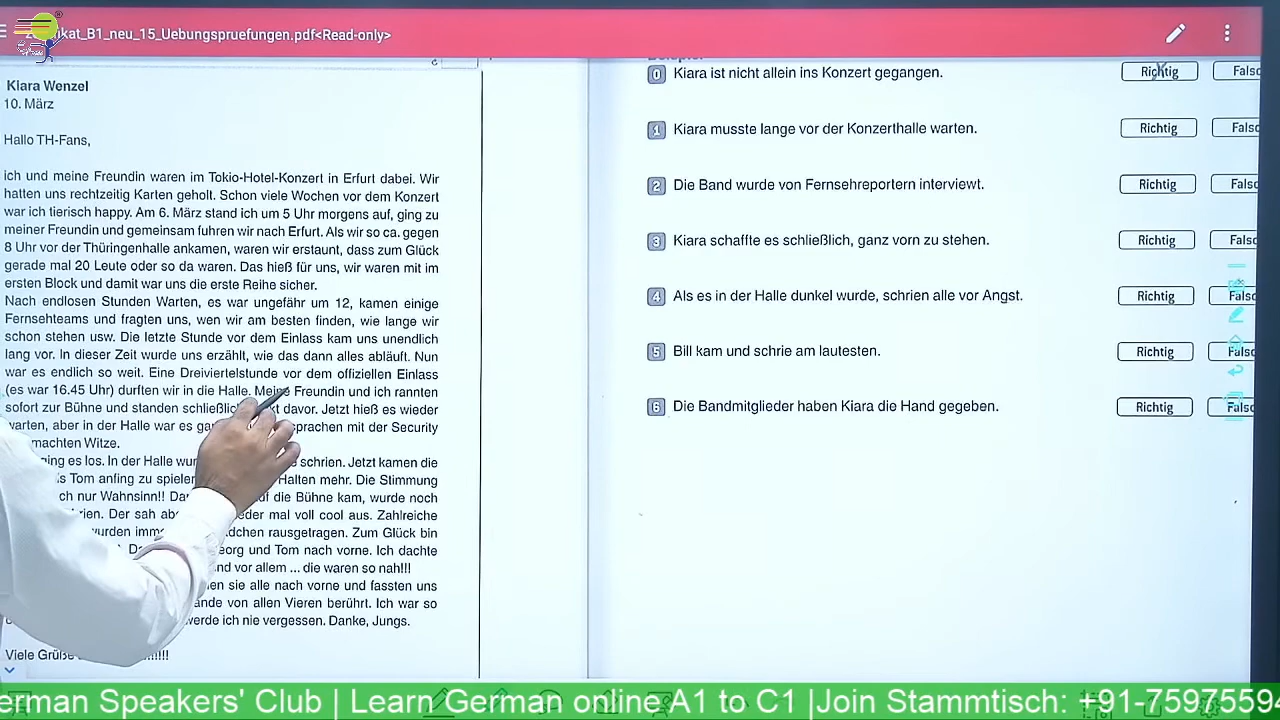 kat_B1_neu_15_Uebungspruefungen.pdf<Read-only>
Kiara Wenzel
10. März
Hallo TH-Fans,
ich und meine Freundin waren im Tokio-Hotel-Konzert in Erfurt dabei. Wir
hatten uns rechtzeitig Karten geholt. Schon viele Wochen vor dem Konzert
war ich tierisch happy. Am 6. März stand ich um 5 Uhr morgens auf, ging zu
meiner Freundin und gemeinsam fuhren wir nach Erfurt. Als wir so ca. gegen
8 Uhr vor der Thüringenhalle ankamen, waren wir erstaunt, dass zum Glück
gerade mal 20 Leute oder so da waren. Das hieß für uns, wir waren mit im
ersten Block und damit war uns die erste Reihe sicher.
Nach endlosen Stunden Warten, es war ungefähr um 12, kamen einige
Fernsehteams und fragten uns, wen wir am besten finden, wie lange wir
schon stehen usw. Die letzte Stunde vor dem Einlass kam uns unendlich
lang vor. In dieser Zeit wurde uns erzählt, wie das dann alles abläuft. Nun
war es endlich so weit. Eine Dreiviertelstunde vor dem offiziellen Einlass
(es war 16.45 Uhr) durften wir in die Halle. Meine Freundin und ich rannten
sofort zur Bühne und standen schließlich davor. Jetzt hieß es wieder
warten, aber in der Halle war es sprachen mit der Security
machten Witze.
ging es los. In der Halle schrien. Jetzt kamen die
Tom anfing zu spielen Halten mehr. Die Stimmung
nur Wahnsinn!! die Bühne kam, wurde noch
Der sah mal voll cool aus. Zahlreiche
wurden rausgetragen. Zum Glück bin
Georg und Tom nach vorne. Ich dachte
und vor allem ... die waren so nah!!!
sie alle nach vorne und fassten uns
von allen Vieren berührt. Ich war so
werde ich nie vergessen. Danke, Jungs.
Viele Grüße !!!!!!
0 Kiara ist nicht allein ins Konzert gegangen. Richtig
1 Kiara musste lange vor der Konzerthalle warten. Richtig
2 Die Band wurde von Fernsehreportern interviewt. Richtig
3 Kiara schaffte es schließlich, ganz vorn zu stehen. Richtig
4 Als es in der Halle dunkel wurde, schrien alle vor Angst. Richtig
5 Bill kam und schrie am lautesten. Richtig
6 Die Bandmitglieder haben Kiara die Hand gegeben. Richtig
erman Speakers' Club | Learn German online A1 to C1 |Join Stammtisch: +91-75975594